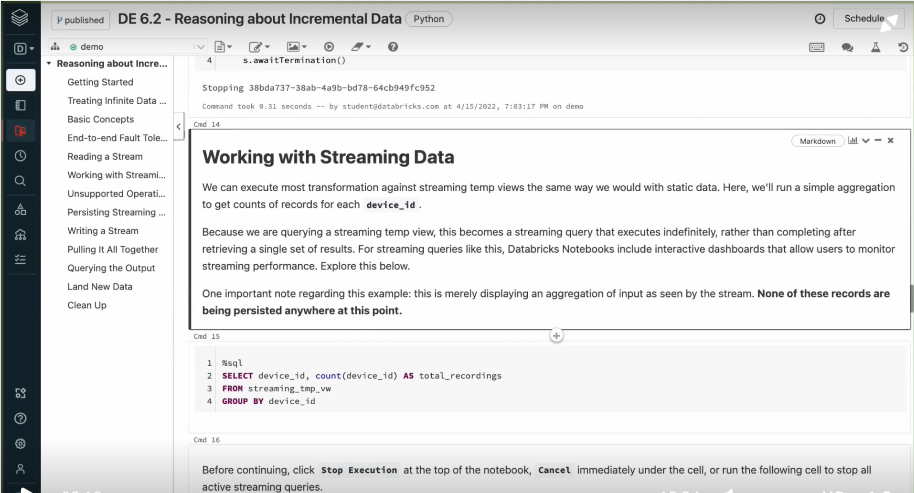 published DE 6.2 - Reasoning about Incremental Data Python Schedule
D demo
Reasoning about Incre...
Getting Started
Treating Infinite Data ...
Basic Concepts
End-to-end Fault Tole...
Reading a Stream
Working with Streami...
Unsupported Operati...
Persisting Streaming ...
Writing a Stream
Pulling It All Together
Querying the Output
Land New Data
Clean Up
4 s.awaitTermination()
Stopping 38bda737-38ab-4a9b-bd78-64cb949fc952
Command took 0.31 seconds -- by student@databricks.com at 4/15/2022, 7:03:17 PM on demo
Cmd 14
Markdown
Working with Streaming Data
We can execute most transformation against streaming temp views the same way we would with static data. Here, we'll run a simple aggregation
to get counts of records for each device_id .
Because we are querying a streaming temp view, this becomes a streaming query that executes indefinitely, rather than completing after
retrieving a single set of results. For streaming queries like this, Databricks Notebooks include interactive dashboards that allow users to monitor
streaming performance. Explore this below.
One important note regarding this example: this is merely displaying an aggregation of input as seen by the stream. None of these records are
being persisted anywhere at this point.
Cmd 15
1 %sql
2 SELECT device_id, count(device_id) AS total_recordings
3 FROM streaming_tmp_vw
4 GROUP BY device_id
Cmd 16
Before continuing, click Stop Execution at the top of the notebook, Cancel immediately under the cell, or run the following cell to stop all
active streaming queries.